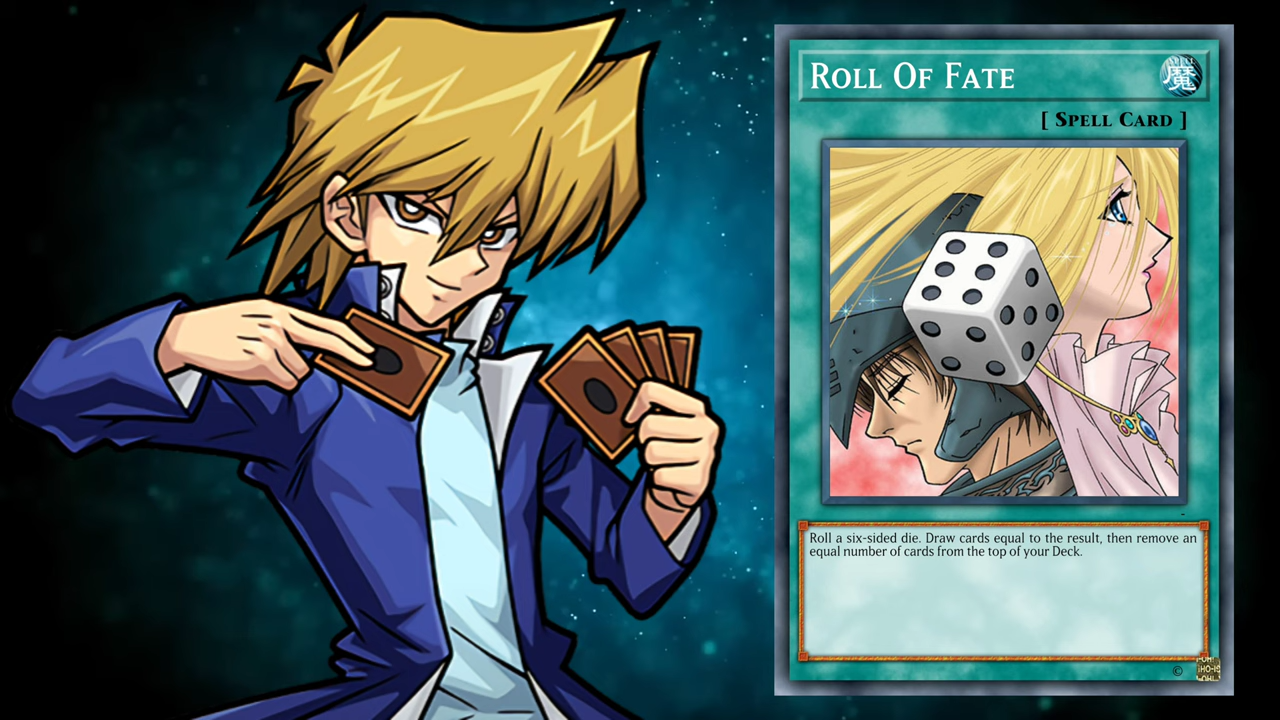 Roll Of Fate
魔
[ Spell Card ]
-
Roll a six-sided die. Draw cards equal to the result, then remove an
equal number of cards from the top of your Deck.
©